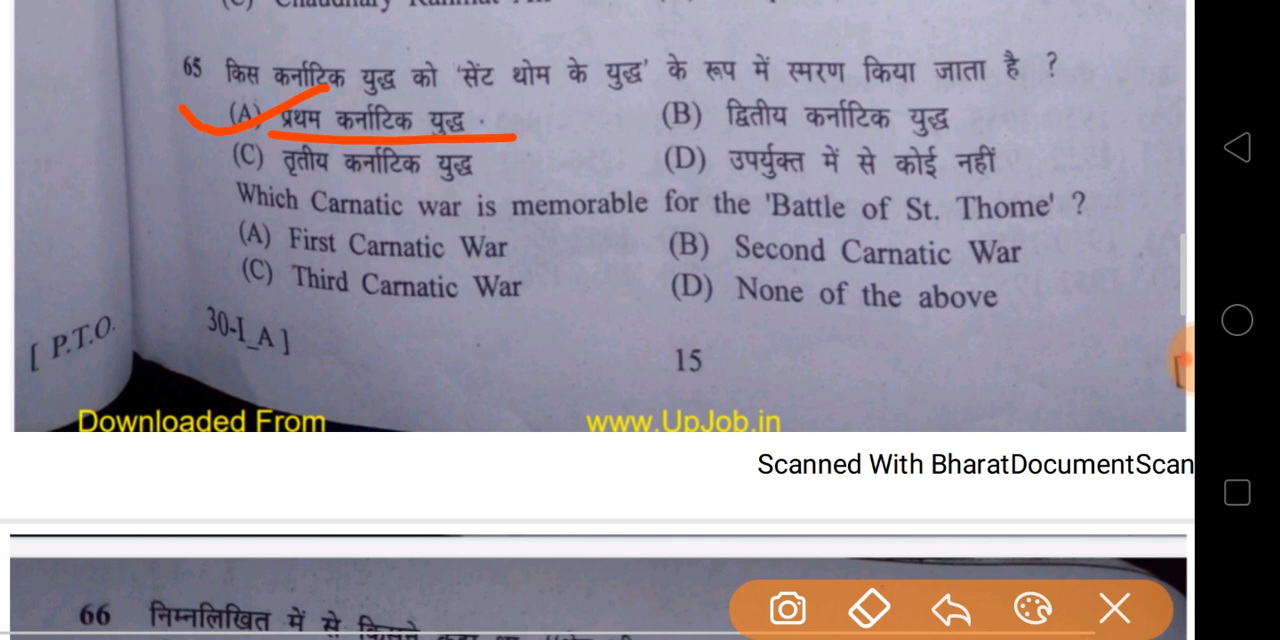 65 किस कर्नाटिक युद्ध को 'सेंट थोम के युद्ध' के रूप में स्मरण किया जाता है ?
(A) प्रथम कर्नाटिक युद्ध (B) द्वितीय कर्नाटिक युद्ध
(C) तृतीय कर्नाटिक युद्ध (D) उपर्युक्त में से कोई नहीं
Which Carnatic war is memorable for the 'Battle of St. Thome' ?
(A) First Carnatic War (B) Second Carnatic War
(C) Third Carnatic War (D) None of the above
[ P.T.O. 30-I_A ] 15
Downloaded From www.UpJob.in
Scanned With BharatDocumentScan
66 निम्नलिखित में से किसने